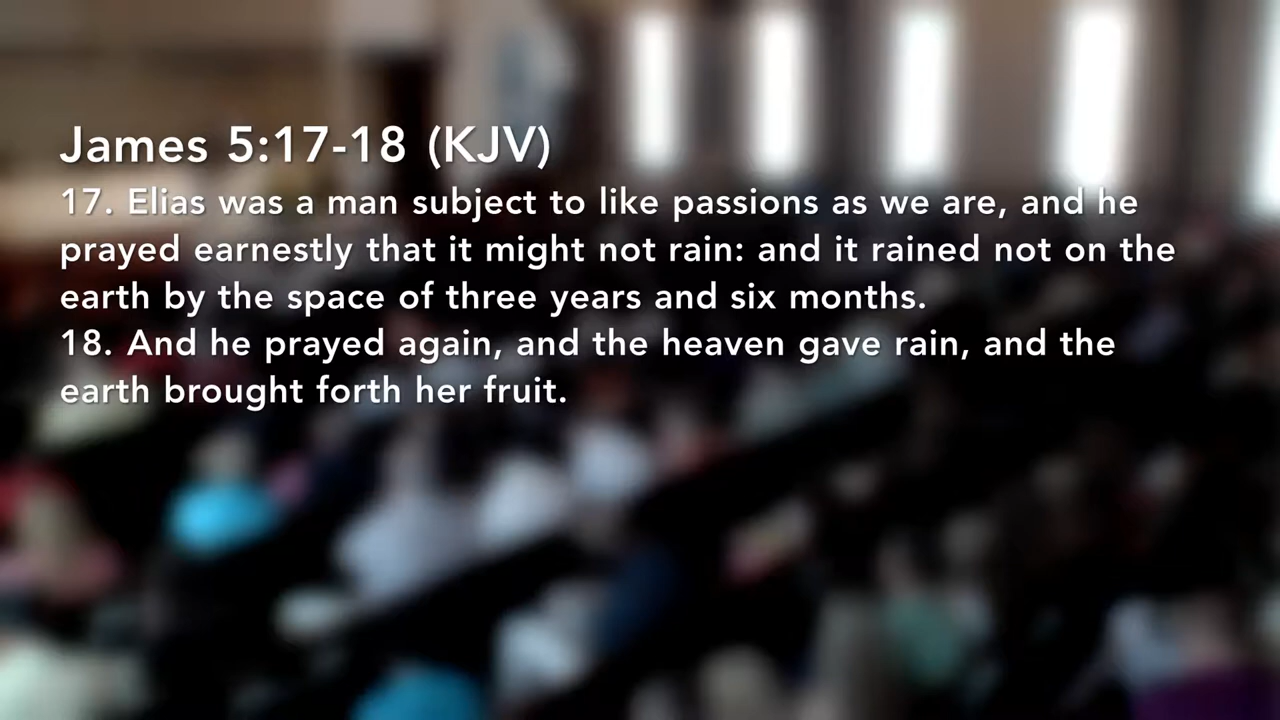 James 5:17-18 (KJV)
17. Elias was a man subject to like passions as we are, and he
prayed earnestly that it might not rain: and it rained not on the
earth by the space of three years and six months.
18. And he prayed again, and the heaven gave rain, and the
earth brought forth her fruit.